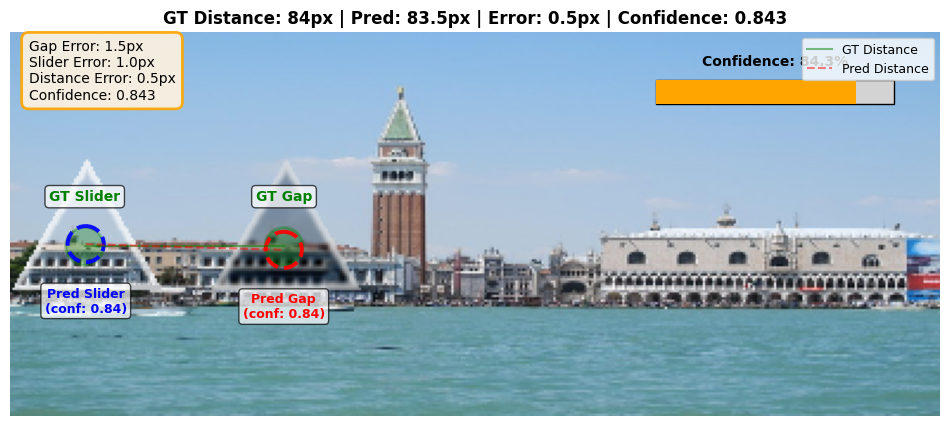 GT Distance: 84px | Pred: 83.5px | Error: 0.5px | Confidence: 0.843
Gap Error: 1.5px
Slider Error: 1.0px
Distance Error: 0.5px
Confidence: 0.843
Confidence: 84.3%
GT Distance
Pred Distance
GT Slider
GT Gap
Pred Slider
(conf: 0.84)
Pred Gap
(conf: 0.84)